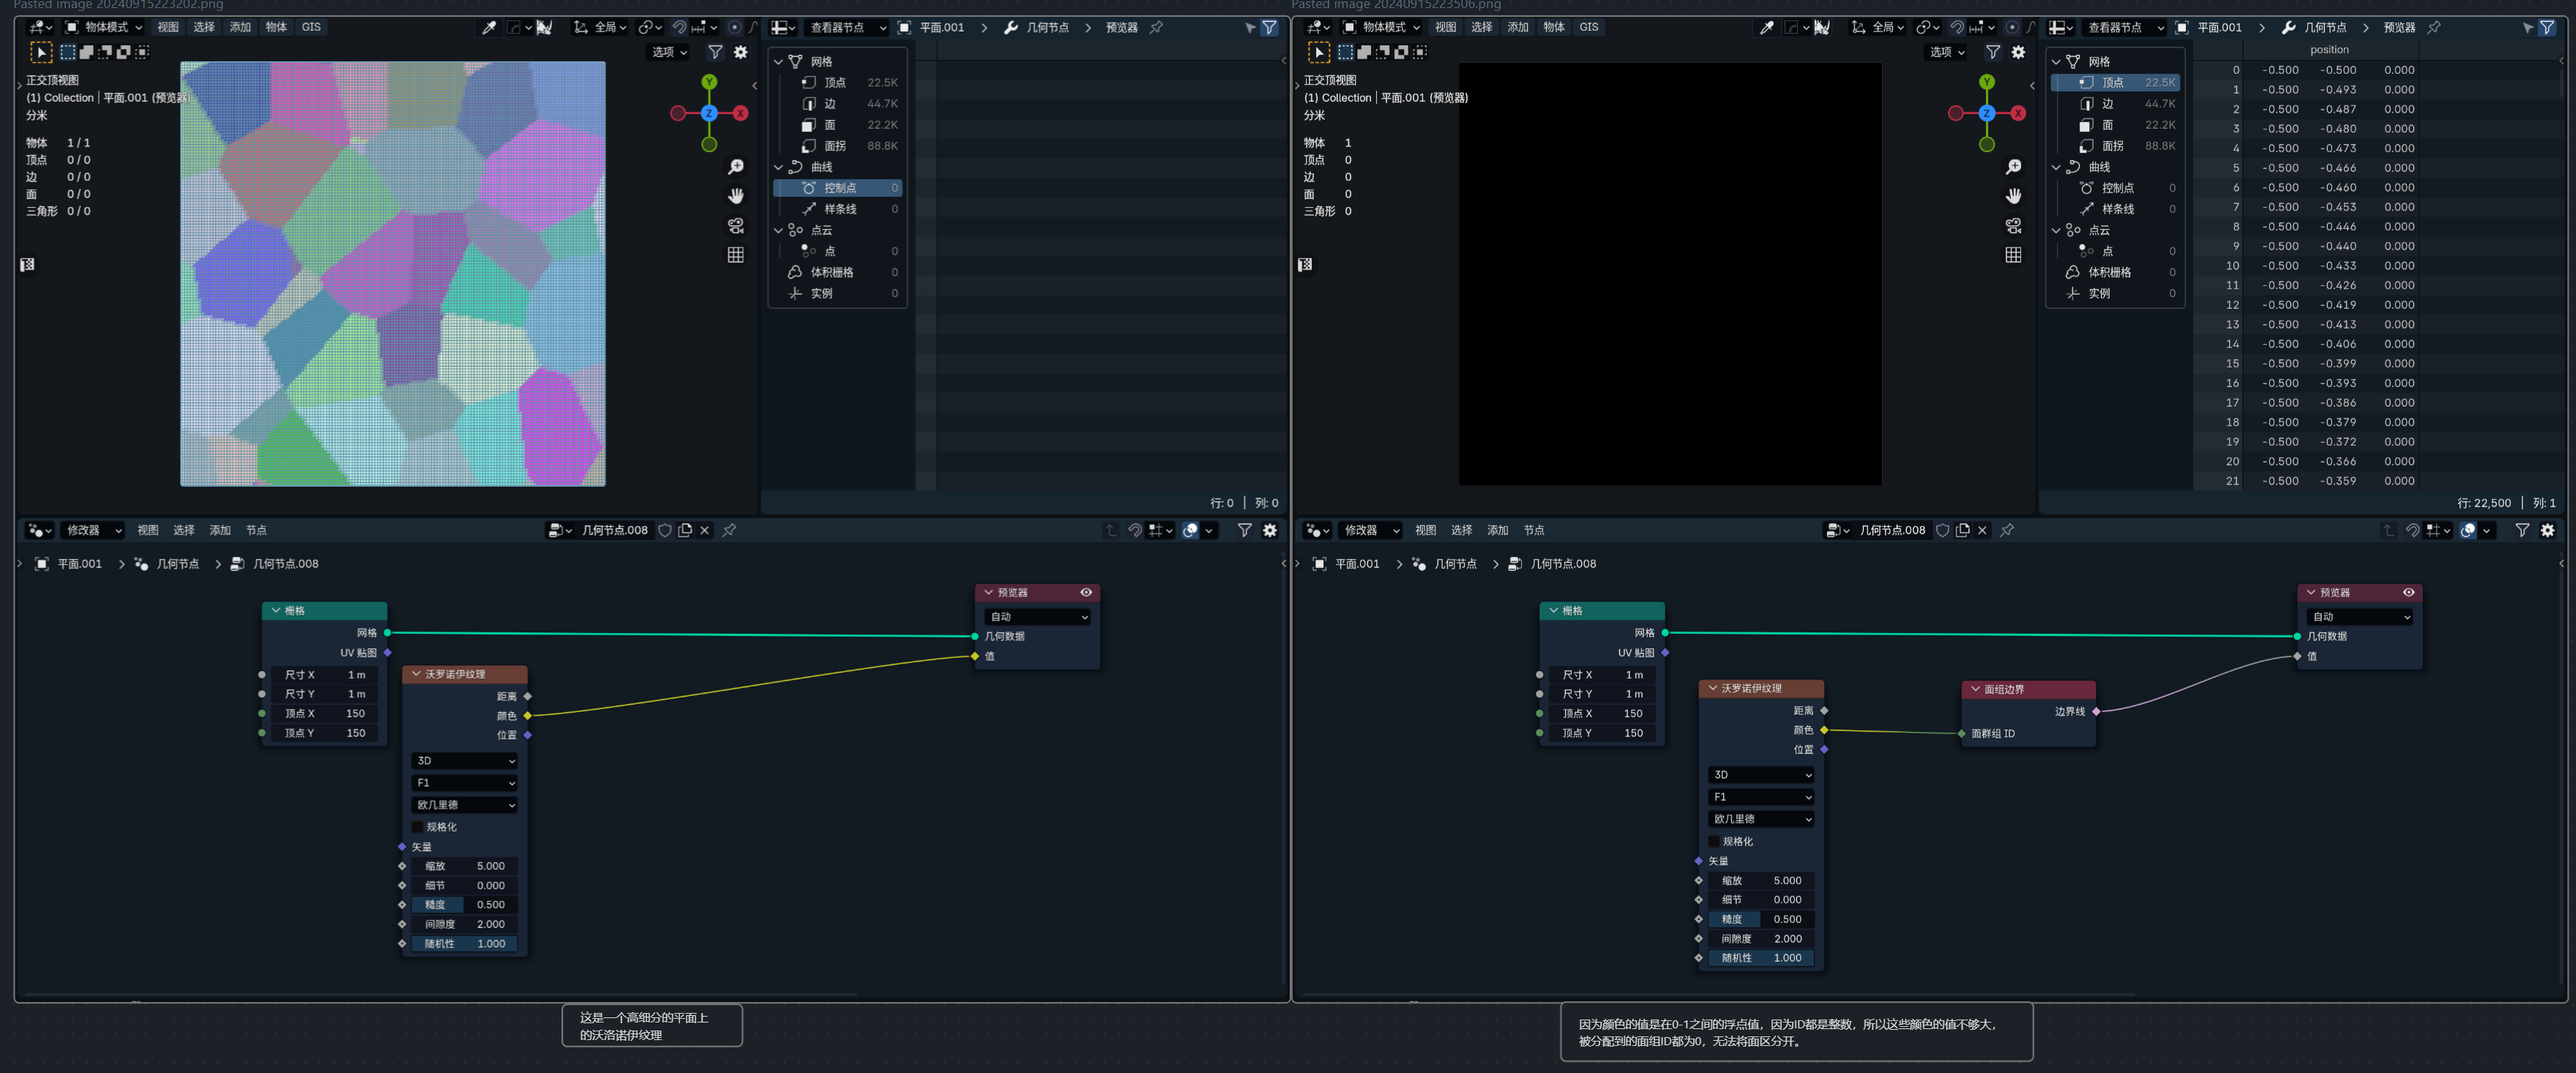 Pasted image 20240915223202.png
物体模式 视图 选择 添加 物体 GIS 全局
选项
正交顶视图
(1) Collection | 平面.001 (预览器)
分米
物体 1 / 1
顶点 0 / 0
边 0 / 0
面 0 / 0
三角形 0 / 0
Y
Z
X
查看器节点 平面.001 几何节点 预览器
网格
顶点 22.5K
边 44.7K
面 22.2K
面拐 88.8K
曲线
控制点 0
样条线 0
点云
点 0
体积栅格 0
实例 0
行: 0 | 列: 0
修改器 视图 选择 添加 节点 几何节点.008
平面.001 几何节点 几何节点.008
栅格
网格
UV 贴图
尺寸 X 1 m
尺寸 Y 1 m
顶点 X 150
顶点 Y 150
沃罗诺伊纹理
距离
颜色
位置
3D
F1
欧几里德
规格化
矢量
缩放 5.000
细节 0.000
糙度 0.500
间隙度 2.000
随机性 1.000
预览器
自动
几何数据
值
这是一个高细分的平面上
的沃洛诺伊纹理
Pasted image 20240915223506.png
物体模式 视图 选择 添加 物体 GIS 全局
选项
正交顶视图
(1) Collection | 平面.001 (预览器)
分米
物体 1
顶点 0
边 0
面 0
三角形 0
Y
Z
X
查看器节点 平面.001 几何节点 预览器
网格
顶点 22.5K
边 44.7K
面 22.2K
面拐 88.8K
曲线
控制点 0
样条线 0
点云
点 0
体积栅格 0
实例 0
position
0 -0.500 -0.500 0.000
1 -0.500 -0.493 0.000
2 -0.500 -0.487 0.000
3 -0.500 -0.480 0.000
4 -0.500 -0.473 0.000
5 -0.500 -0.466 0.000
6 -0.500 -0.460 0.000
7 -0.500 -0.453 0.000
8 -0.500 -0.446 0.000
9 -0.500 -0.440 0.000
10 -0.500 -0.433 0.000
11 -0.500 -0.426 0.000
12 -0.500 -0.419 0.000
13 -0.500 -0.413 0.000
14 -0.500 -0.406 0.000
15 -0.500 -0.399 0.000
16 -0.500 -0.393 0.000
17 -0.500 -0.386 0.000
18 -0.500 -0.379 0.000
19 -0.500 -0.372 0.000
20 -0.500 -0.366 0.000
21 -0.500 -0.359 0.000
行: 22,500 | 列: 1
修改器 视图 选择 添加 节点 几何节点.008
平面.001 几何节点 几何节点.008
栅格
网格
UV 贴图
尺寸 X 1 m
尺寸 Y 1 m
顶点 X 150
顶点 Y 150
沃罗诺伊纹理
距离
颜色
位置
3D
F1
欧几里德
规格化
矢量
缩放 5.000
细节 0.000
糙度 0.500
间隙度 2.000
随机性 1.000
面组边界
边界线
面群组 ID
预览器
自动
几何数据
值
因为颜色的值是在0-1之间的浮点值，因为ID都是整数，所以这些颜色的值不够大，
被分配到的面组ID都为0，无法将面区分开。